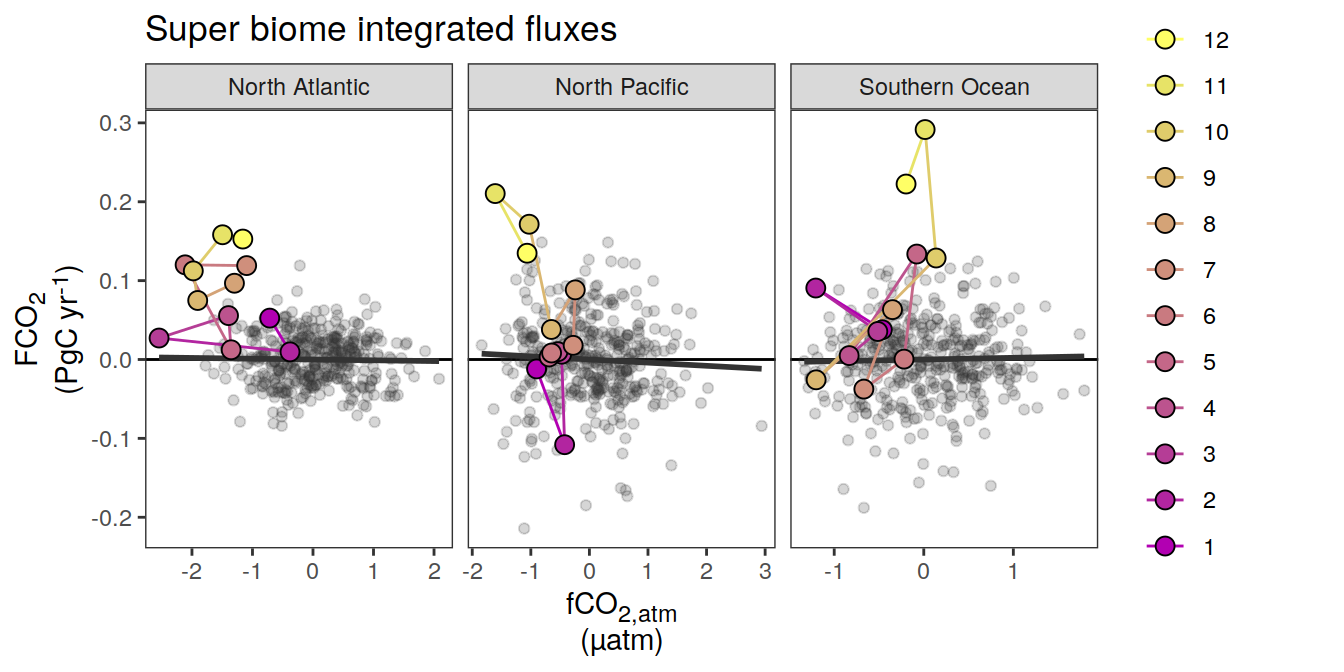 Super biome integrated fluxes
North Atlantic
North Pacific
Southern Ocean
0.3
0.2
0.1
0.0
-0.1
-0.2
FCO₂
(PgC yr⁻¹)
-2 -1 0 1 2
-2 -1 0 1 2 3
-1 0 1
fCO₂,atm
(µatm)
12
11
10
9
8
7
6
5
4
3
2
1